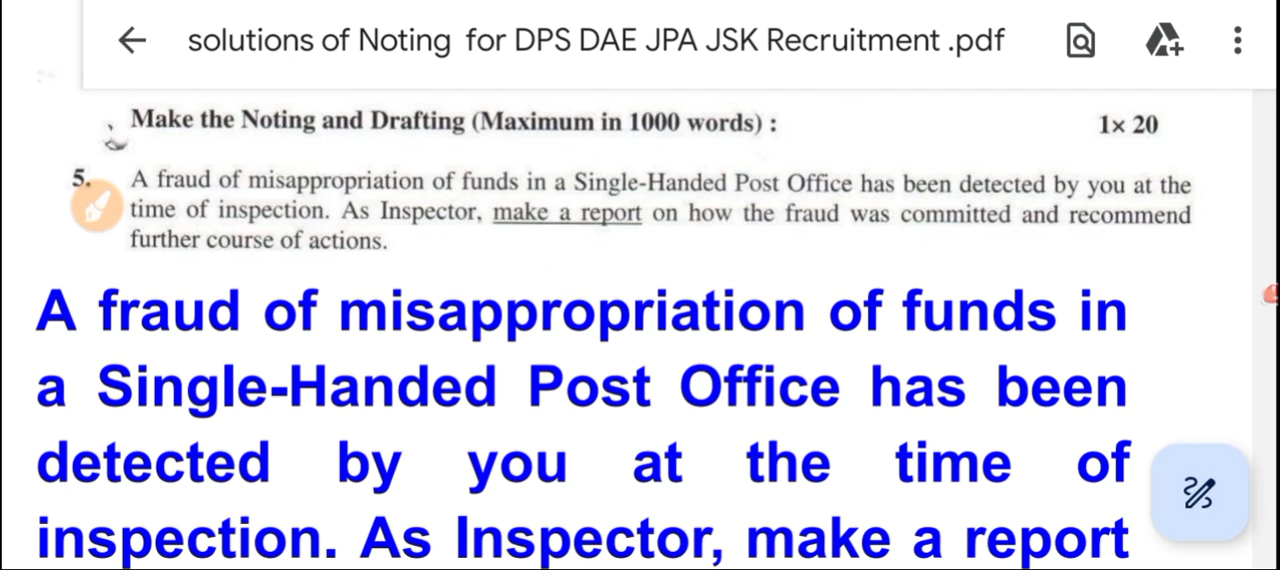 solutions of Noting for DPS DAE JPA JSK Recruitment .pdf
Make the Noting and Drafting (Maximum in 1000 words) : 1× 20
5. A fraud of misappropriation of funds in a Single-Handed Post Office has been detected by you at the
time of inspection. As Inspector, make a report on how the fraud was committed and recommend
further course of actions.
A fraud of misappropriation of funds in
a Single-Handed Post Office has been
detected by you at the time of
inspection. As Inspector, make a report